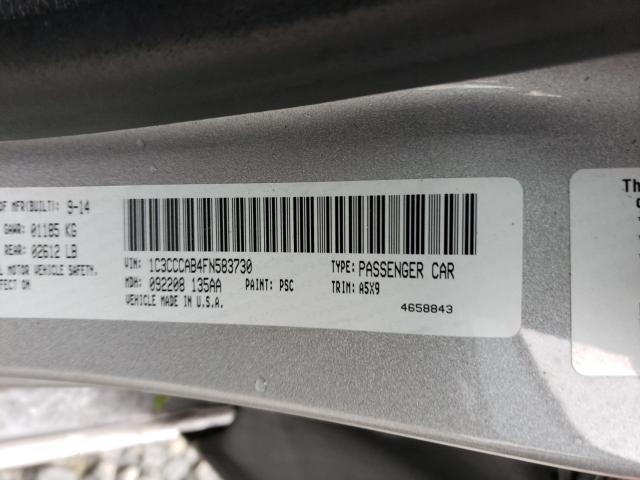 OF MFR(BUILT): 9-14
GAWR: 01185 KG
REAR: 02612 LB
L MOTOR VEHICLE SAFETY.
FFECT ON
VIN: 1C3CCCAB4FN583730
TYPE: PASSENGER CAR
MDH: 092208 135AA
PAINT: PSC
TRIM: A5X9
VEHICLE MADE IN U.S.A.
4658843
Th